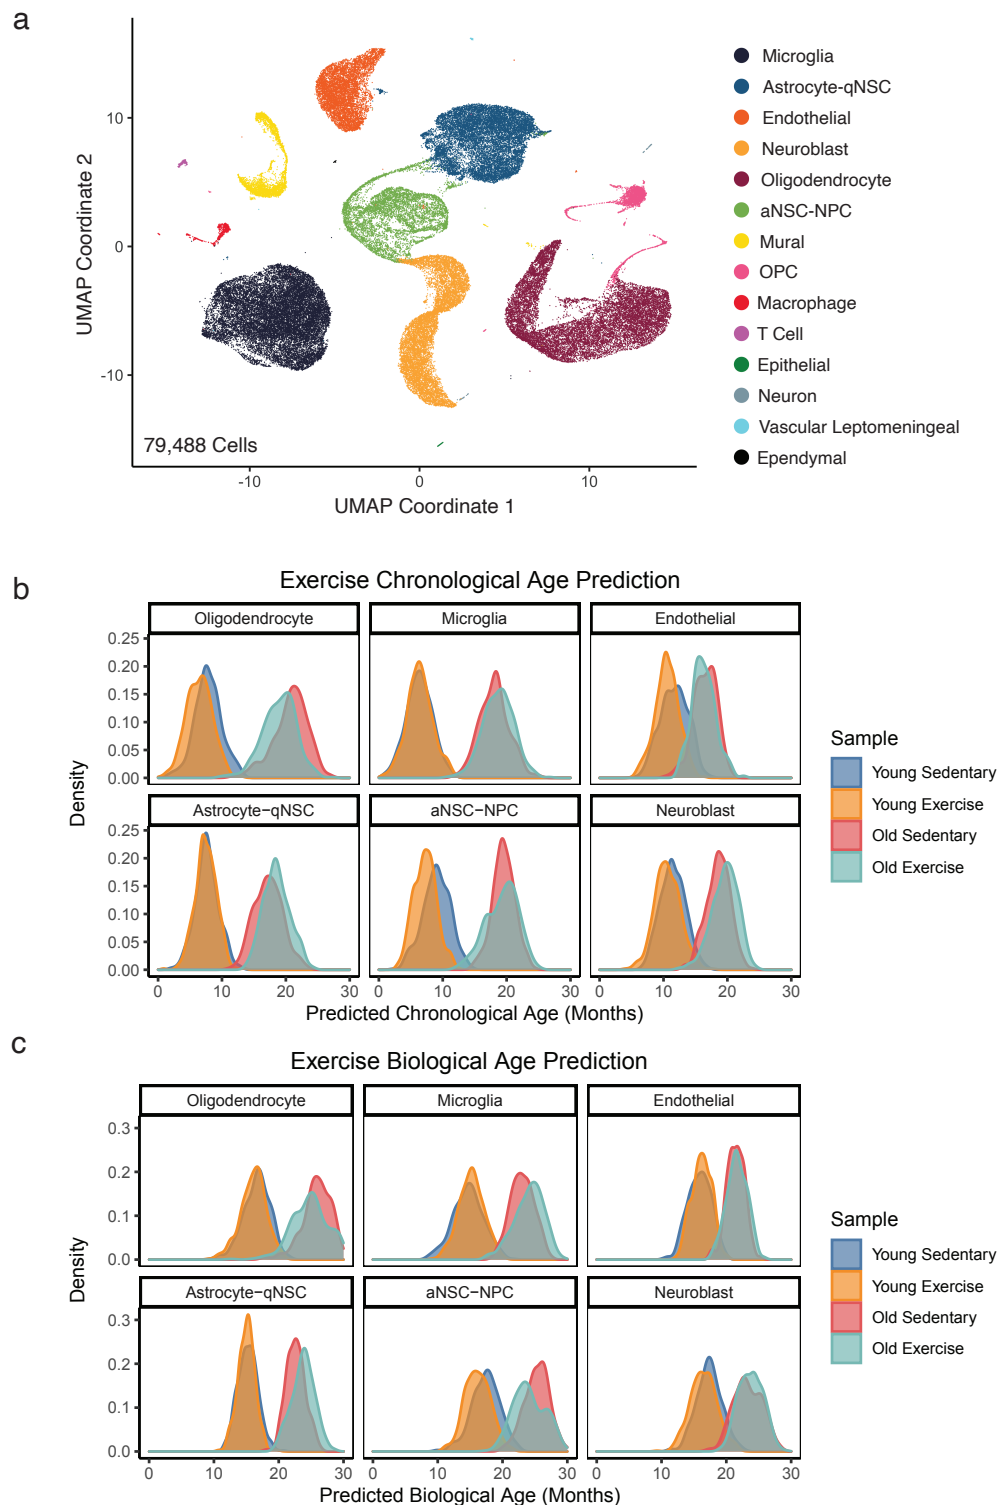 a
UMAP Coordinate 2
10
0
-10
79,488 Cells
-10
0
10
UMAP Coordinate 1
Microglia
Astrocyte-qNSC
Endothelial
Neuroblast
Oligodendrocyte
aNSC-NPC
Mural
OPC
Macrophage
T Cell
Epithelial
Neuron
Vascular Leptomeningeal
Ependymal
b
Exercise Chronological Age Prediction
Oligodendrocyte
Microglia
Endothelial
0.25
0.20
0.15
0.10
0.05
0.00
Density
Astrocyte−qNSC
aNSC−NPC
Neuroblast
0.25
0.20
0.15
0.10
0.05
0.00
0
10
20
30
0
10
20
30
0
10
20
30
Predicted Chronological Age (Months)
Sample
Young Sedentary
Young Exercise
Old Sedentary
Old Exercise
c
Exercise Biological Age Prediction
Oligodendrocyte
Microglia
Endothelial
0.3
0.2
0.1
0.0
Density
Astrocyte−qNSC
aNSC−NPC
Neuroblast
0.3
0.2
0.1
0.0
0
10
20
30
0
10
20
30
0
10
20
30
Predicted Biological Age (Months)
Sample
Young Sedentary
Young Exercise
Old Sedentary
Old Exercise